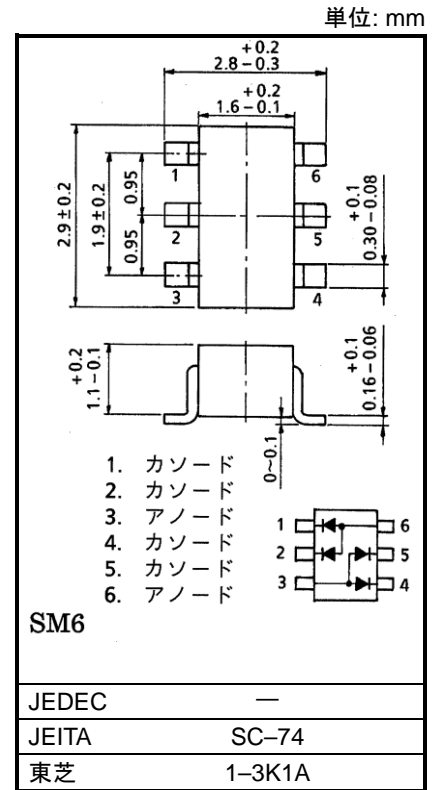 単位: mm
+0.2
2.8−0.3
+0.2
1.6−0.1
1
6
2
5
3
4
2.9±0.2
1.9±0.2
0.95
0.95
+0.1
0.30−0.08
+0.2
1.1−0.1
+0.1
0.16−0.06
0~0.1
1. カソード
2. カソード
3. アノード
4. カソード
5. カソード
6. アノード
1
6
2
5
3
4
SM6
JEDEC ―
JEITA SC–74
東芝 1–3K1A